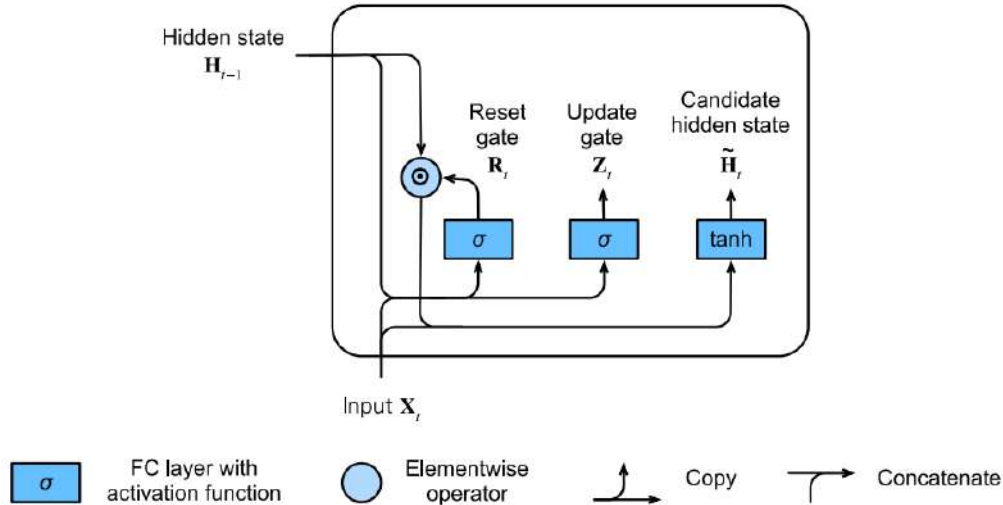 Hidden state
H_{t−1}
Reset
gate
R_t
Update
gate
Z_t
Candidate
hidden state
H̃_t
σ
σ
tanh
Input X_t
σ
FC layer with
activation function
Elementwise
operator
Copy
Concatenate